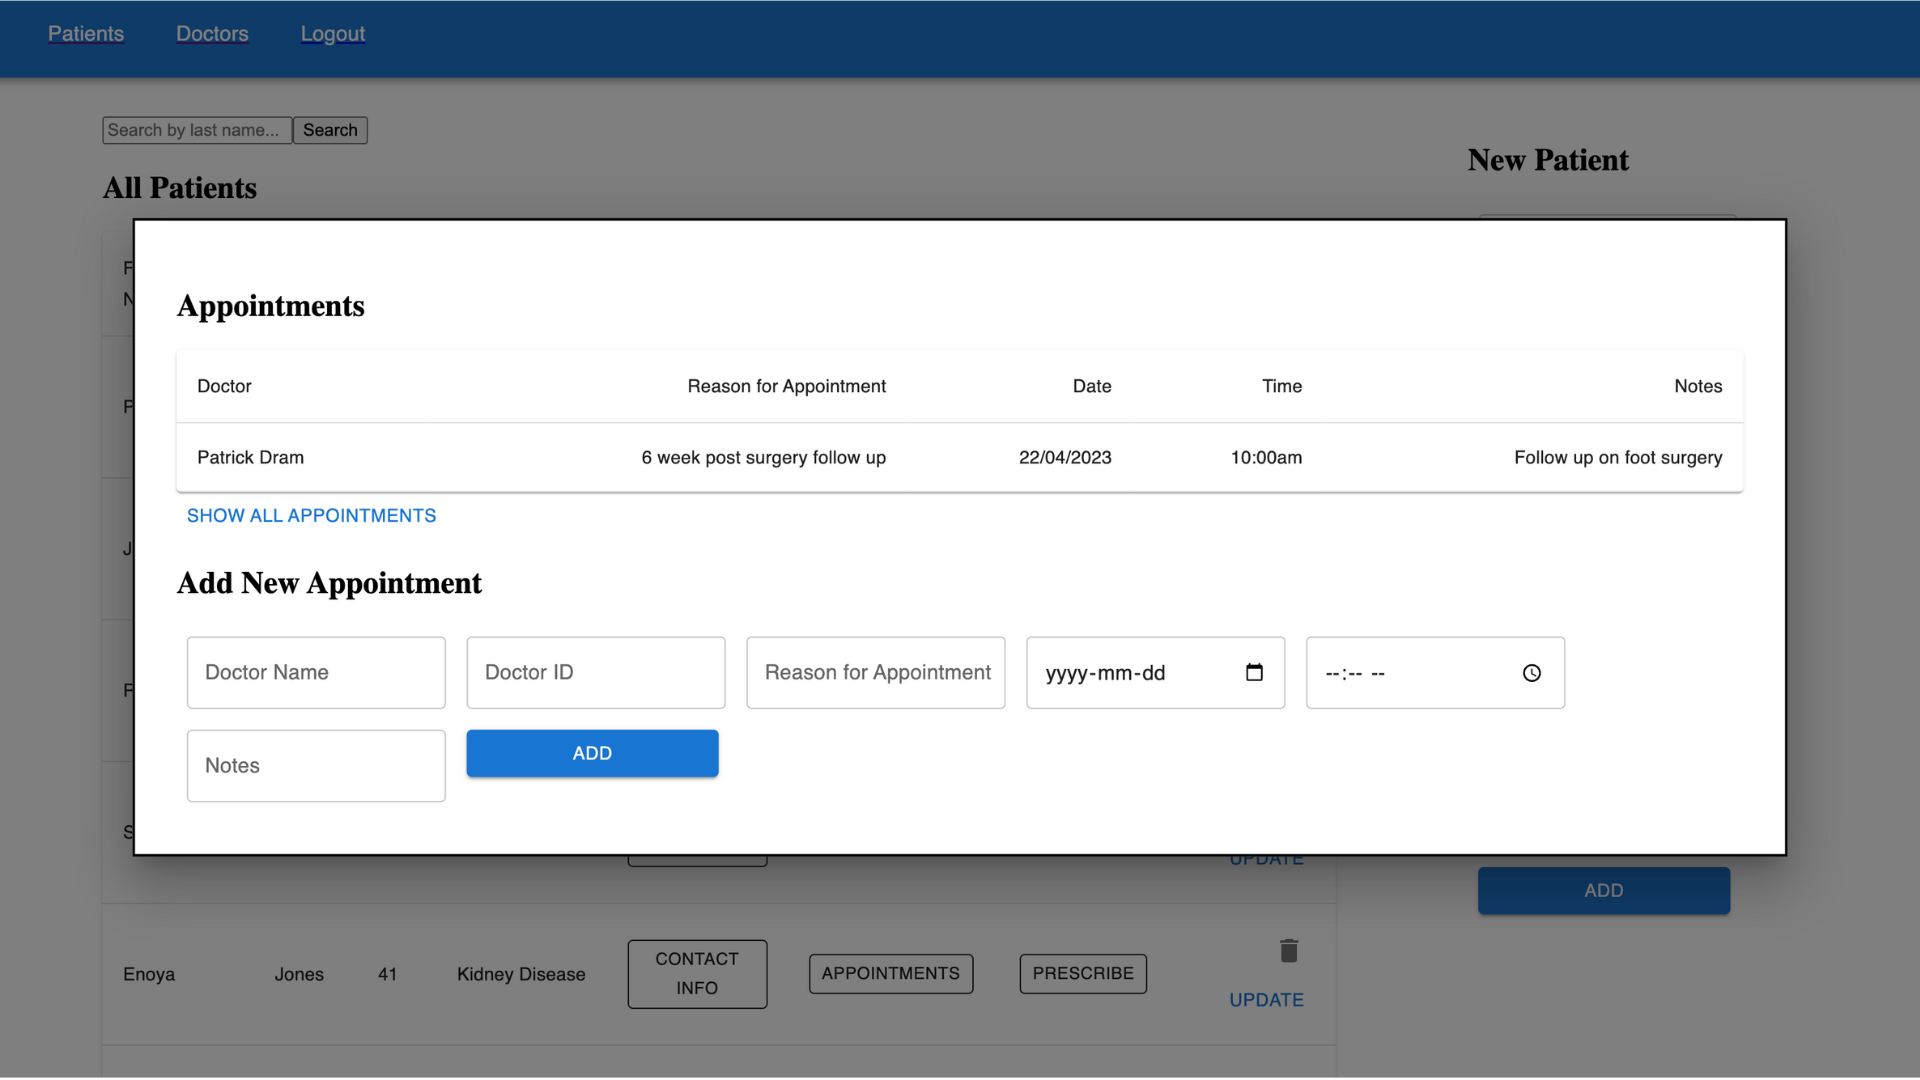 Patients Doctors Logout
Search by last name... Search
New Patient
All Patients
F
N
Appointments
Doctor Reason for Appointment Date Time Notes
P
Patrick Dram 6 week post surgery follow up 22/04/2023 10:00am Follow up on foot surgery
SHOW ALL APPOINTMENTS
J
Add New Appointment
Doctor Name Doctor ID Reason for Appointment yyyy-mm-dd --:-- --
F
Notes ADD
S
UPDATE
ADD
CONTACT
INFO
Enoya Jones 41 Kidney Disease APPOINTMENTS PRESCRIBE
UPDATE